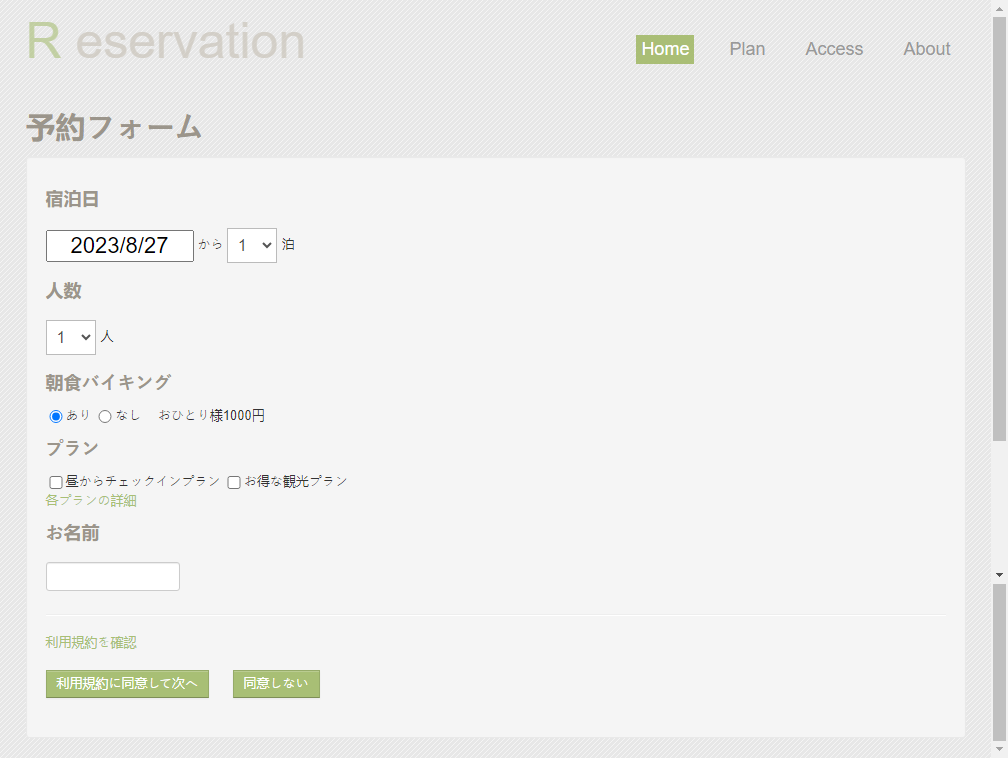 R eservation
Home Plan Access About
予約フォーム
宿泊日
2023/8/27 から 1 泊
人数
1 人
朝食バイキング
あり なし おひとり様1000円
プラン
昼からチェックインプラン お得な観光プラン
各プランの詳細
お名前
利用規約を確認
利用規約に同意して次へ 同意しない